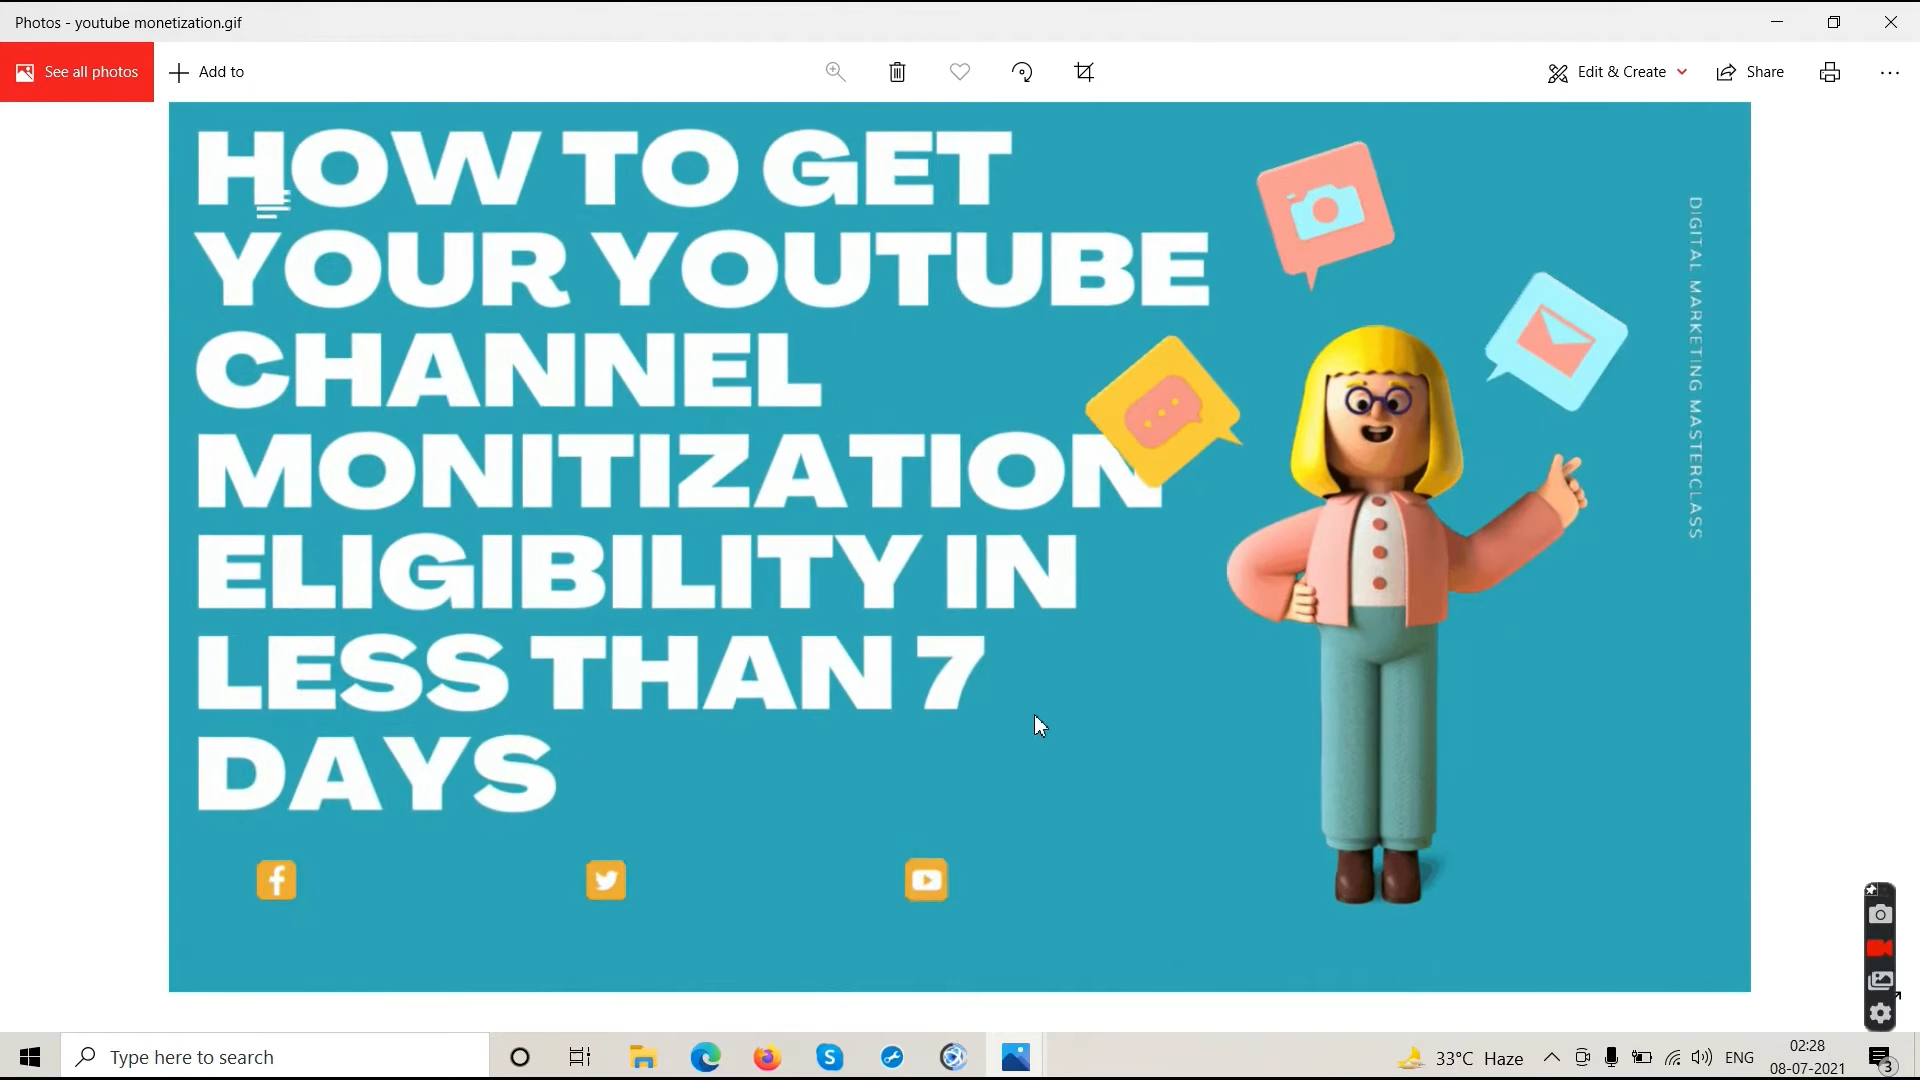 Photos - youtube monetization.gif
See all photos
Add to
Edit & Create
Share
HOW TO GET
YOUR YOUTUBE
CHANNEL
MONITIZATION
ELIGIBILITY IN
LESS THAN 7
DAYS
DIGITAL MARKETING MASTERCLASS
Type here to search
33°C Haze
ENG
02:28
08-07-2021
3